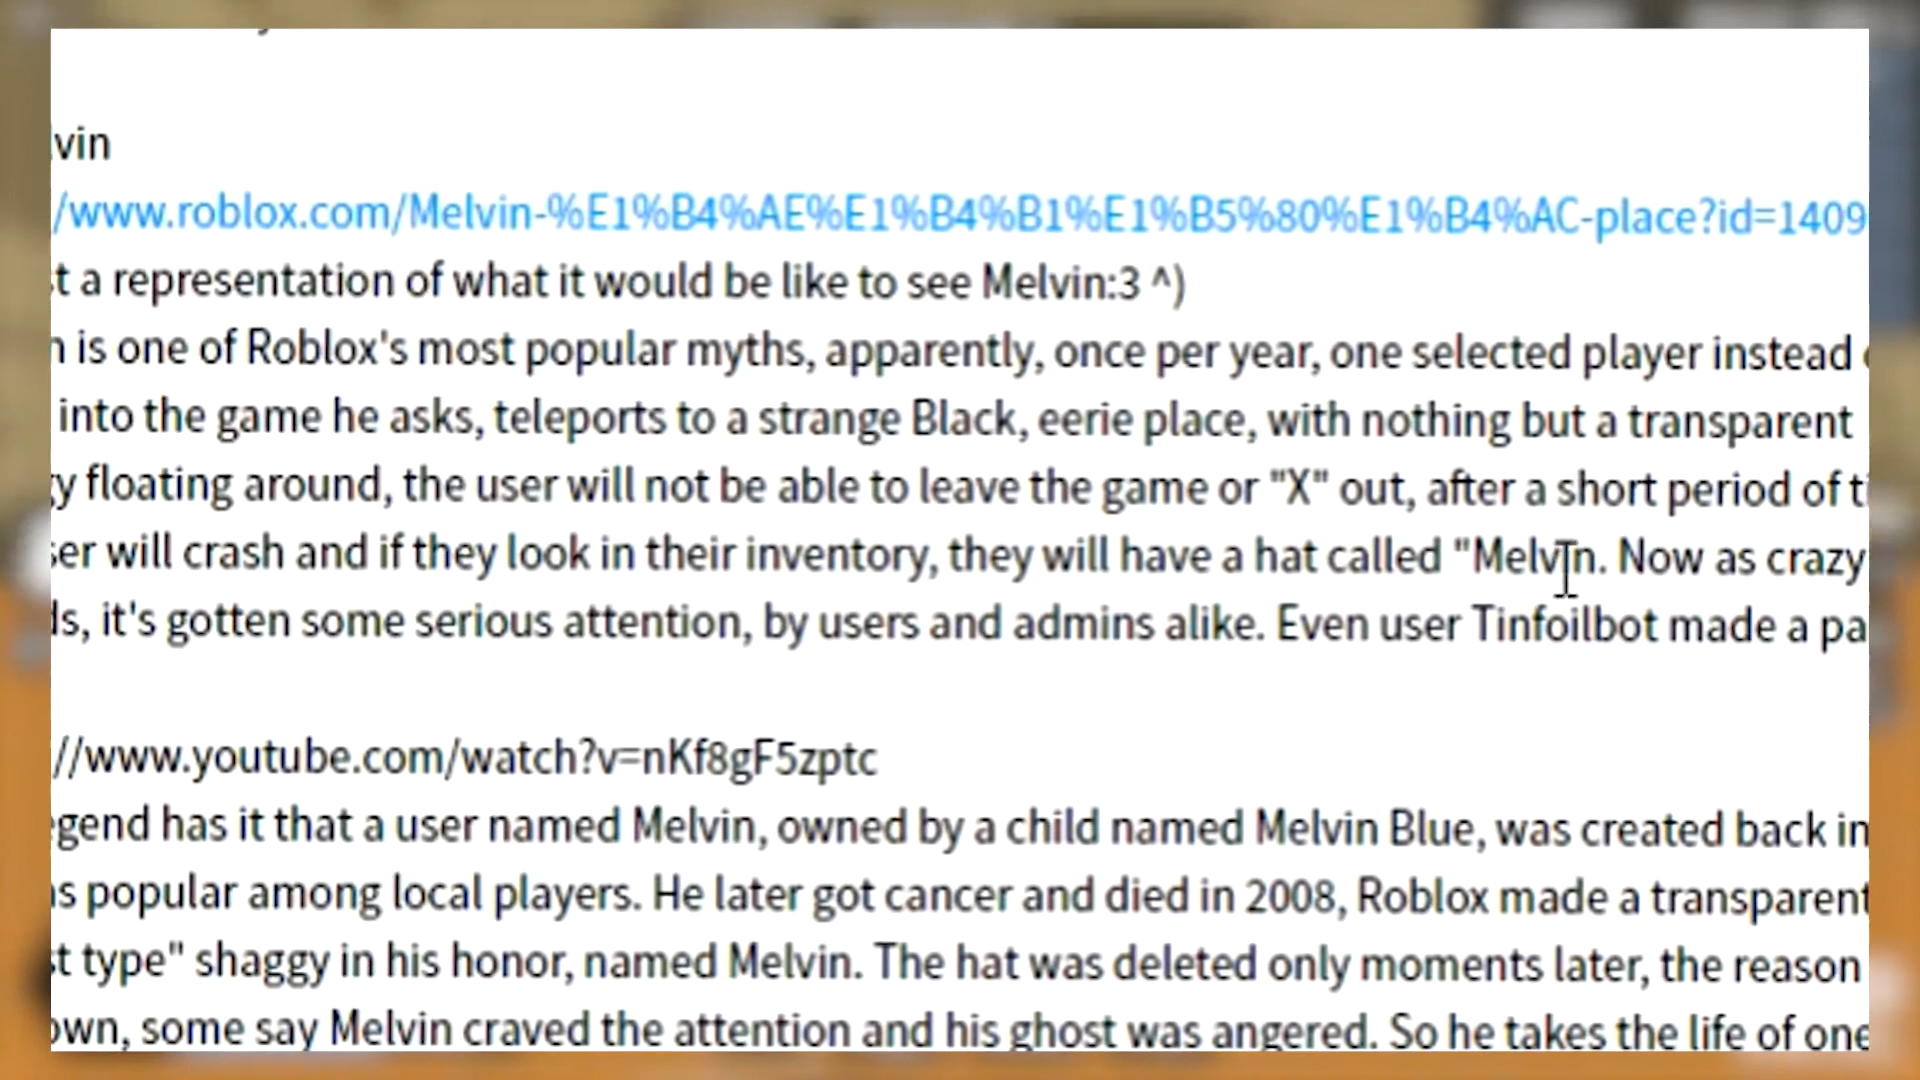 lvin
/www.roblox.com/Melvin-%E1%B4%AE%E1%B4%B1%E1%B5%80%E1%B4%AC-place?id=1409
t a representation of what it would be like to see Melvin:3 ^)
is one of Roblox's most popular myths, apparently, once per year, one selected player instead
into the game he asks, teleports to a strange Black, eerie place, with nothing but a transparent
y floating around, the user will not be able to leave the game or "X" out, after a short period of
ser will crash and if they look in their inventory, they will have a hat called "Melvin. Now as crazy
ls, it's gotten some serious attention, by users and admins alike. Even user Tinfoilbot made a pa
//www.youtube.com/watch?v=nKf8gF5zptc
egend has it that a user named Melvin, owned by a child named Melvin Blue, was created back in
s popular among local players. He later got cancer and died in 2008, Roblox made a transparent
t type" shaggy in his honor, named Melvin. The hat was deleted only moments later, the reason
own, some say Melvin craved the attention and his ghost was angered. So he takes the life of one